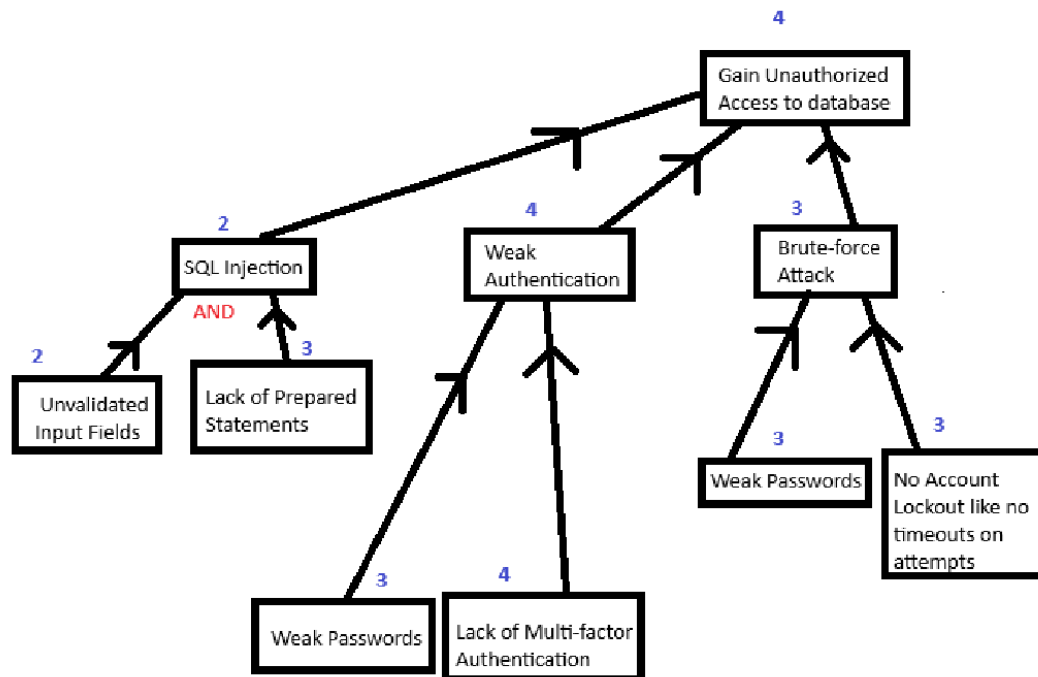 4
Gain Unauthorized
Access to database
2
SQL Injection
AND
4
Weak
Authentication
3
Brute-force
Attack
2
Unvalidated
Input Fields
3
Lack of Prepared
Statements
3
Weak Passwords
4
Lack of Multi-factor
Authentication
3
Weak Passwords
3
No Account
Lockout like no
timeouts on
attempts